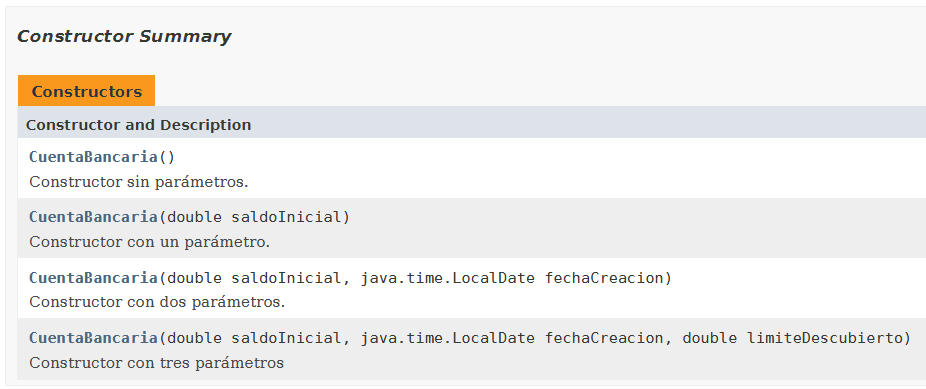 Constructor Summary
Constructors
Constructor and Description
CuentaBancaria()
Constructor sin parámetros.
CuentaBancaria(double saldoInicial)
Constructor con un parámetro.
CuentaBancaria(double saldoInicial, java.time.LocalDate fechaCreacion)
Constructor con dos parámetros.
CuentaBancaria(double saldoInicial, java.time.LocalDate fechaCreacion, double limiteDescubierto)
Constructor con tres parámetros